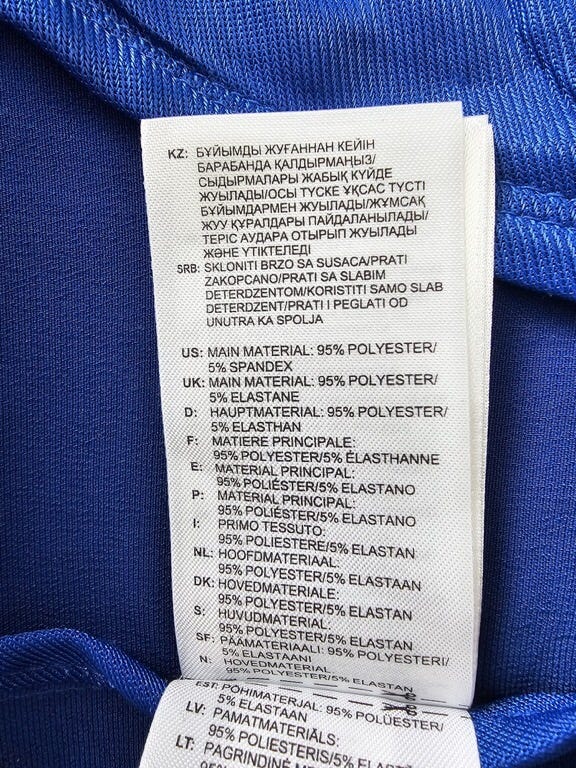 KZ: БҰЙЫМДЫ ЖУҒАННАН КЕЙІН
БАРАБАНДА ҚАЛДЫРМАҢЫЗ/
СЫДЫРМАЛАРЫ ЖАБЫҚ КҮЙДЕ
ЖУЫЛАДЫ/ОСЫ ТҮСКЕ ҰҚСАС ТҮСТІ
БҰЙЫМДАРМЕН ЖУЫЛАДЫ/ЖҰМСАҚ
ЖУУ ҚҰРАЛДАРЫ ПАЙДАЛАНЫЛАДЫ/
ТЕРІС АУДАРА ОТЫРЫП ЖУЫЛАДЫ
ЖӘНЕ ҮТІКТЕЛЕДІ
SRB: SKLONITI BRZO SA SUSACA/PRATI
ZAKOPCANO/PRATI SA SLABIM
DETERDZENTOM/KORISTITI SAMO SLAB
DETERDZENT/PRATI I PEGLATI OD
UNUTRA KA SPOLJA
US: MAIN MATERIAL: 95% POLYESTER/
5% SPANDEX
UK: MAIN MATERIAL: 95% POLYESTER/
5% ELASTANE
D: HAUPTMATERIAL: 95% POLYESTER/
5% ELASTHAN
F: MATIERE PRINCIPALE:
95% POLYESTER/5% ÉLASTHANNE
E: MATERIAL PRINCIPAL:
95% POLIÉSTER/5% ELASTANO
P: MATERIAL PRINCIPAL:
95% POLIÉSTER/5% ELASTANO
I: PRIMO TESSUTO:
95% POLIESTERE/5% ELASTAN
NL: HOOFDMATERIAAL:
95% POLYESTER/5% ELASTAAN
DK: HOVEDMATERIALE:
95% POLYESTER/5% ELASTAN
S: HUVUDMATERIAL:
95% POLYESTER/5% ELASTAN
SF: PÄÄMATERIAALI: 95% POLYESTERI/
5% ELASTAANI
N: HOVEDMATERIAL
95% POLYESTER/5% ELASTAN
EST: PÕHIMATERJAL: 95% POLÜESTER/
5% ELASTAAN
LV: PAMATMATERIĀLS:
95% POLIESTERIS/5% ELASTĀN
LT: PAGRINDINĖ